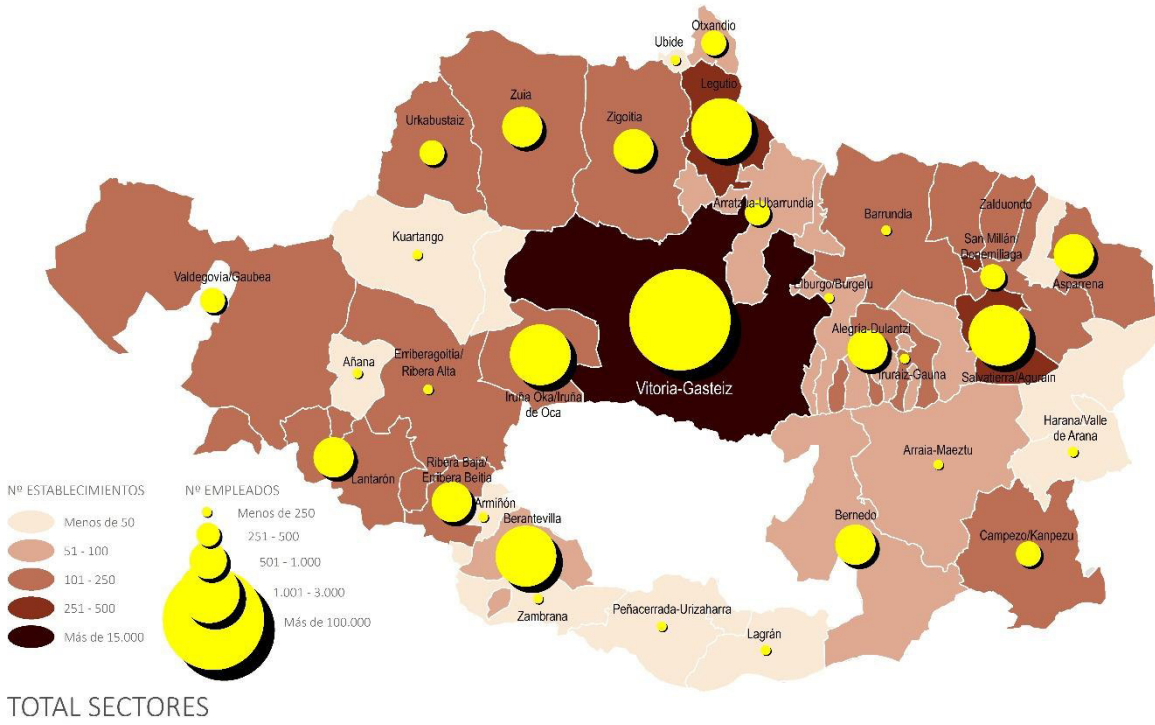 Otxandio
Ubide
Legutio
Zuia
Zigoitia
Urkabustaiz
Arratzua-Ubarrundia
Barrundia
Zalduondo
San Millán/
Donemiliaga
Kuartango
Asparrena
Valdegovía/Gaubea
Elburgo/Burgelu
Alegría-Dulantzi
Añana
Erriberagoitia/
Ribera Alta
Iruraiz-Gauna
Salvatierra/Agurain
Vitoria-Gasteiz
Iruña Oka/Iruña
de Oca
Harana/Valle
de Arana
Arraia-Maeztu
Lantarón
Ribera Baja/
Erribera Beitia
Armiñón
Berantevilla
Bernedo
Campezo/Kanpezu
Zambrana
Peñacerrada-Urizaharra
Lagrán
Nº ESTABLECIMIENTOS
Menos de 50
51 - 100
101 - 250
251 - 500
Más de 15.000
Nº EMPLEADOS
Menos de 250
251 - 500
501 - 1.000
1.001 - 3.000
Más de 100.000
TOTAL SECTORES